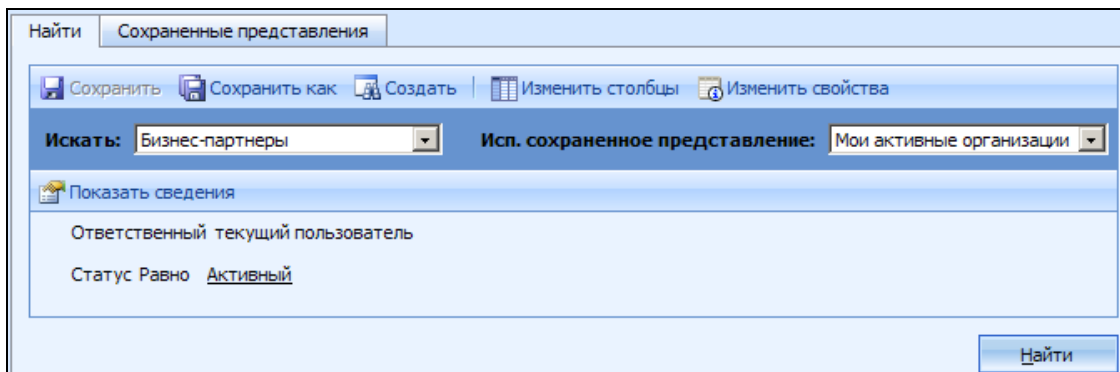 Найти Сохраненные представления
Сохранить Сохранить как Создать Изменить столбцы Изменить свойства
Искать: Бизнес-партнеры Исп. сохраненное представление: Мои активные организации
Показать сведения
Ответственный текущий пользователь
Статус Равно Активный
Найти